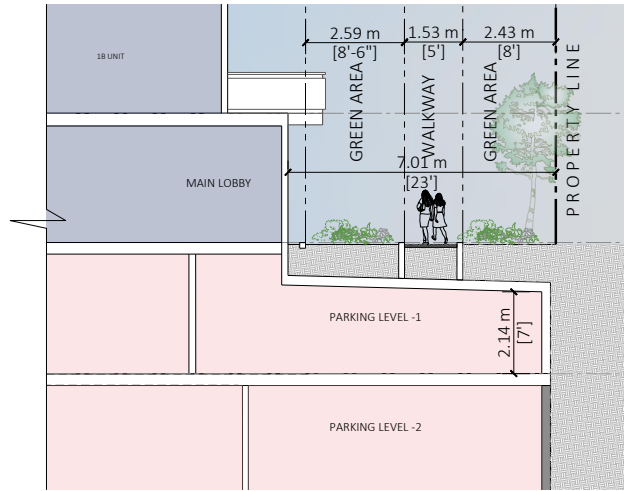 2.59 m
[8'-6"]
1.53 m
[5']
2.43 m
[8']
1B UNIT
GREEN AREA
WALKWAY
GREEN AREA
PROPERTY LINE
7.01 m
[23']
MAIN LOBBY
PARKING LEVEL -1
2.14 m
[7']
PARKING LEVEL -2